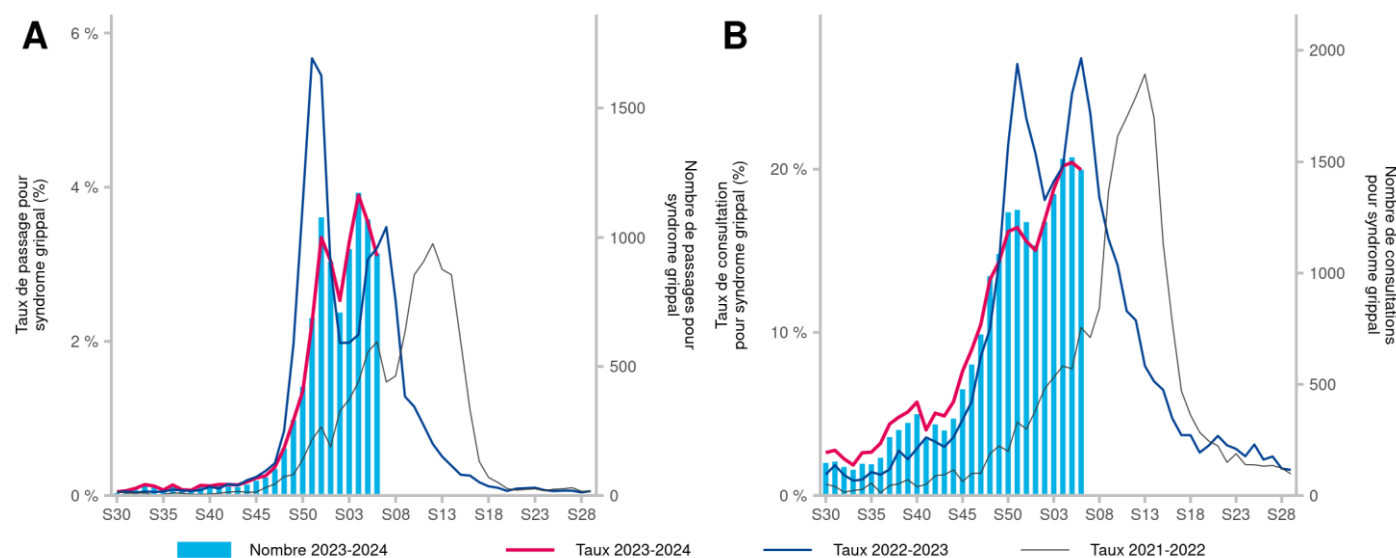 A
6 %
4 %
2 %
0 %
Taux de passage pour
syndrome grippal (%)
1500
1000
500
0
Nombre de passages pour
syndrome grippal
S30
S35
S40
S45
S50
S03
S08
S13
S18
S23
S28
B
20 %
10 %
0 %
Taux de consultation
pour syndrome grippal (%)
2000
1500
1000
500
0
Nombre de consultations
pour syndrome grippal
S30
S35
S40
S45
S50
S03
S08
S13
S18
S23
S28
Nombre 2023-2024
Taux 2023-2024
Taux 2022-2023
Taux 2021-2022